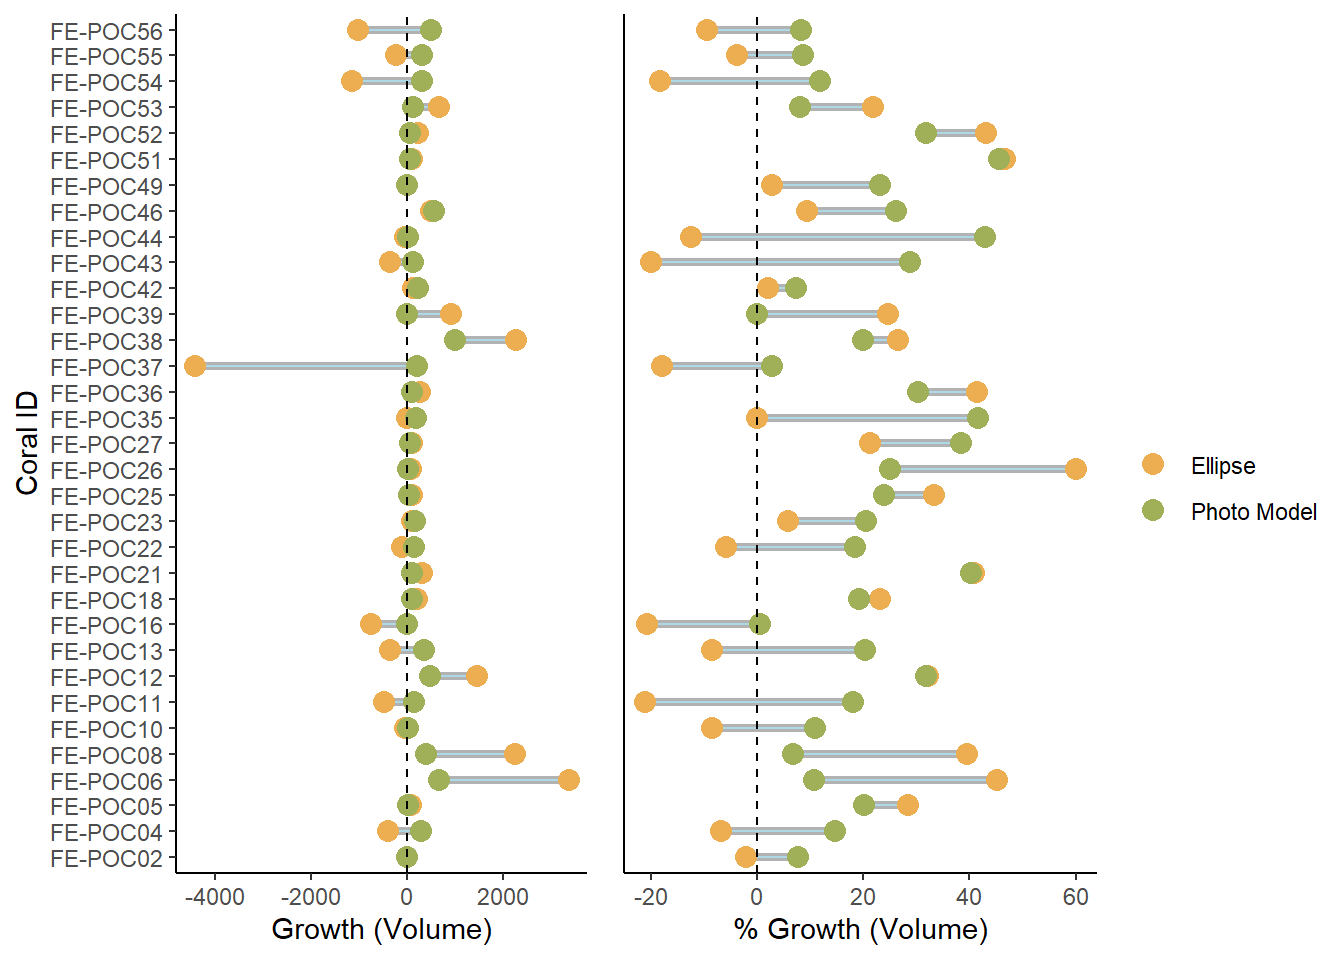 Coral ID
FE-POC56
FE-POC55
FE-POC54
FE-POC53
FE-POC52
FE-POC51
FE-POC49
FE-POC46
FE-POC44
FE-POC43
FE-POC42
FE-POC39
FE-POC38
FE-POC37
FE-POC36
FE-POC35
FE-POC27
FE-POC26
FE-POC25
FE-POC23
FE-POC22
FE-POC21
FE-POC18
FE-POC16
FE-POC13
FE-POC12
FE-POC11
FE-POC10
FE-POC08
FE-POC06
FE-POC05
FE-POC04
FE-POC02
-4000 -2000 0 2000
Growth (Volume)
-20 0 20 40 60
% Growth (Volume)
Ellipse
Photo Model